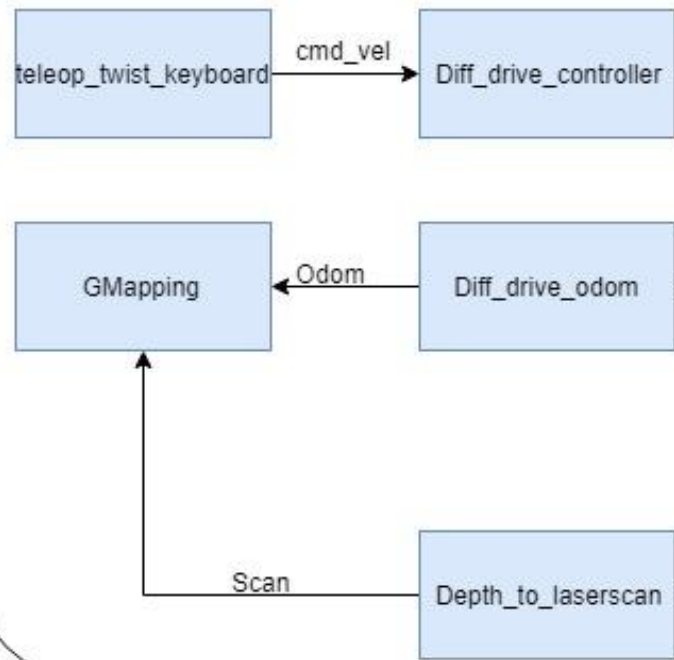 teleop_twist_keyboard
cmd_vel
Diff_drive_controller
GMapping
Odom
Diff_drive_odom
Scan
Depth_to_laserscan